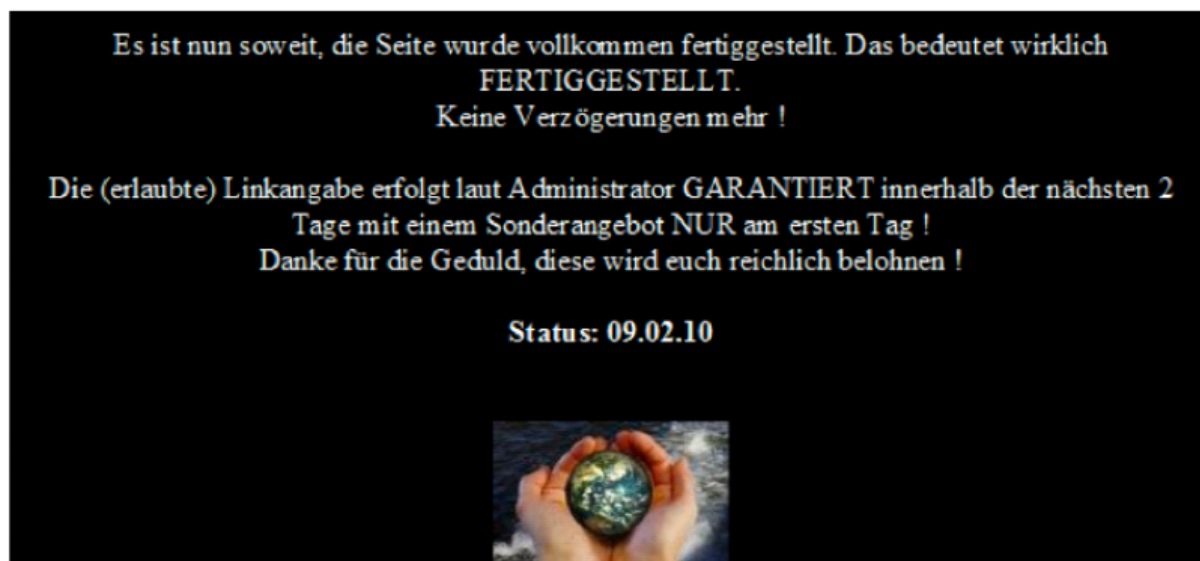 Es ist nun soweit, die Seite wurde vollkommen fertiggestellt. Das bedeutet wirklich
FERTIGGESTELLT.
Keine Verzögerungen mehr !
Die (erlaubte) Linkangabe erfolgt laut Administrator GARANTIERT innerhalb der nächsten 2
Tage mit einem Sonderangebot NUR am ersten Tag !
Danke für die Geduld, diese wird euch reichlich belohnen !
Status: 09.02.10